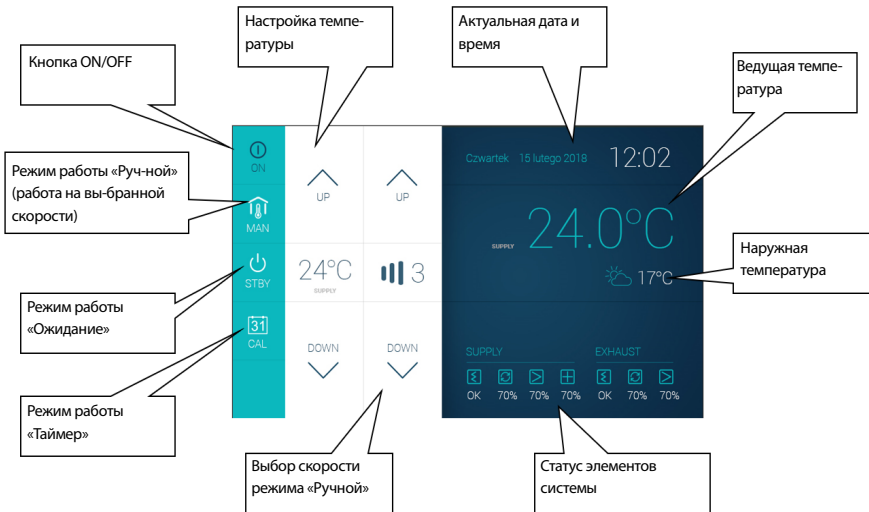 Настройка темпе-
ратуры
Актуальная дата и
время
Кнопка ON/OFF
Ведущая темпе-
ратура
Режим работы «Руч-ной»
(работа на вы-бранной
скорости)
Наружная
температура
Режим работы
«Ожидание»
Режим работы
«Таймер»
Выбор скорости
режима «Ручной»
Статус элементов
системы
ON
MAN
STBY
31
CAL
UP
UP
24°C
SUPPLY
3
DOWN
DOWN
Czwartek 15 lutego 2018 12:02
SUPPLY 24.0°C
17°C
SUPPLY EXHAUST
OK 70% 70% 70% OK 70% 70%